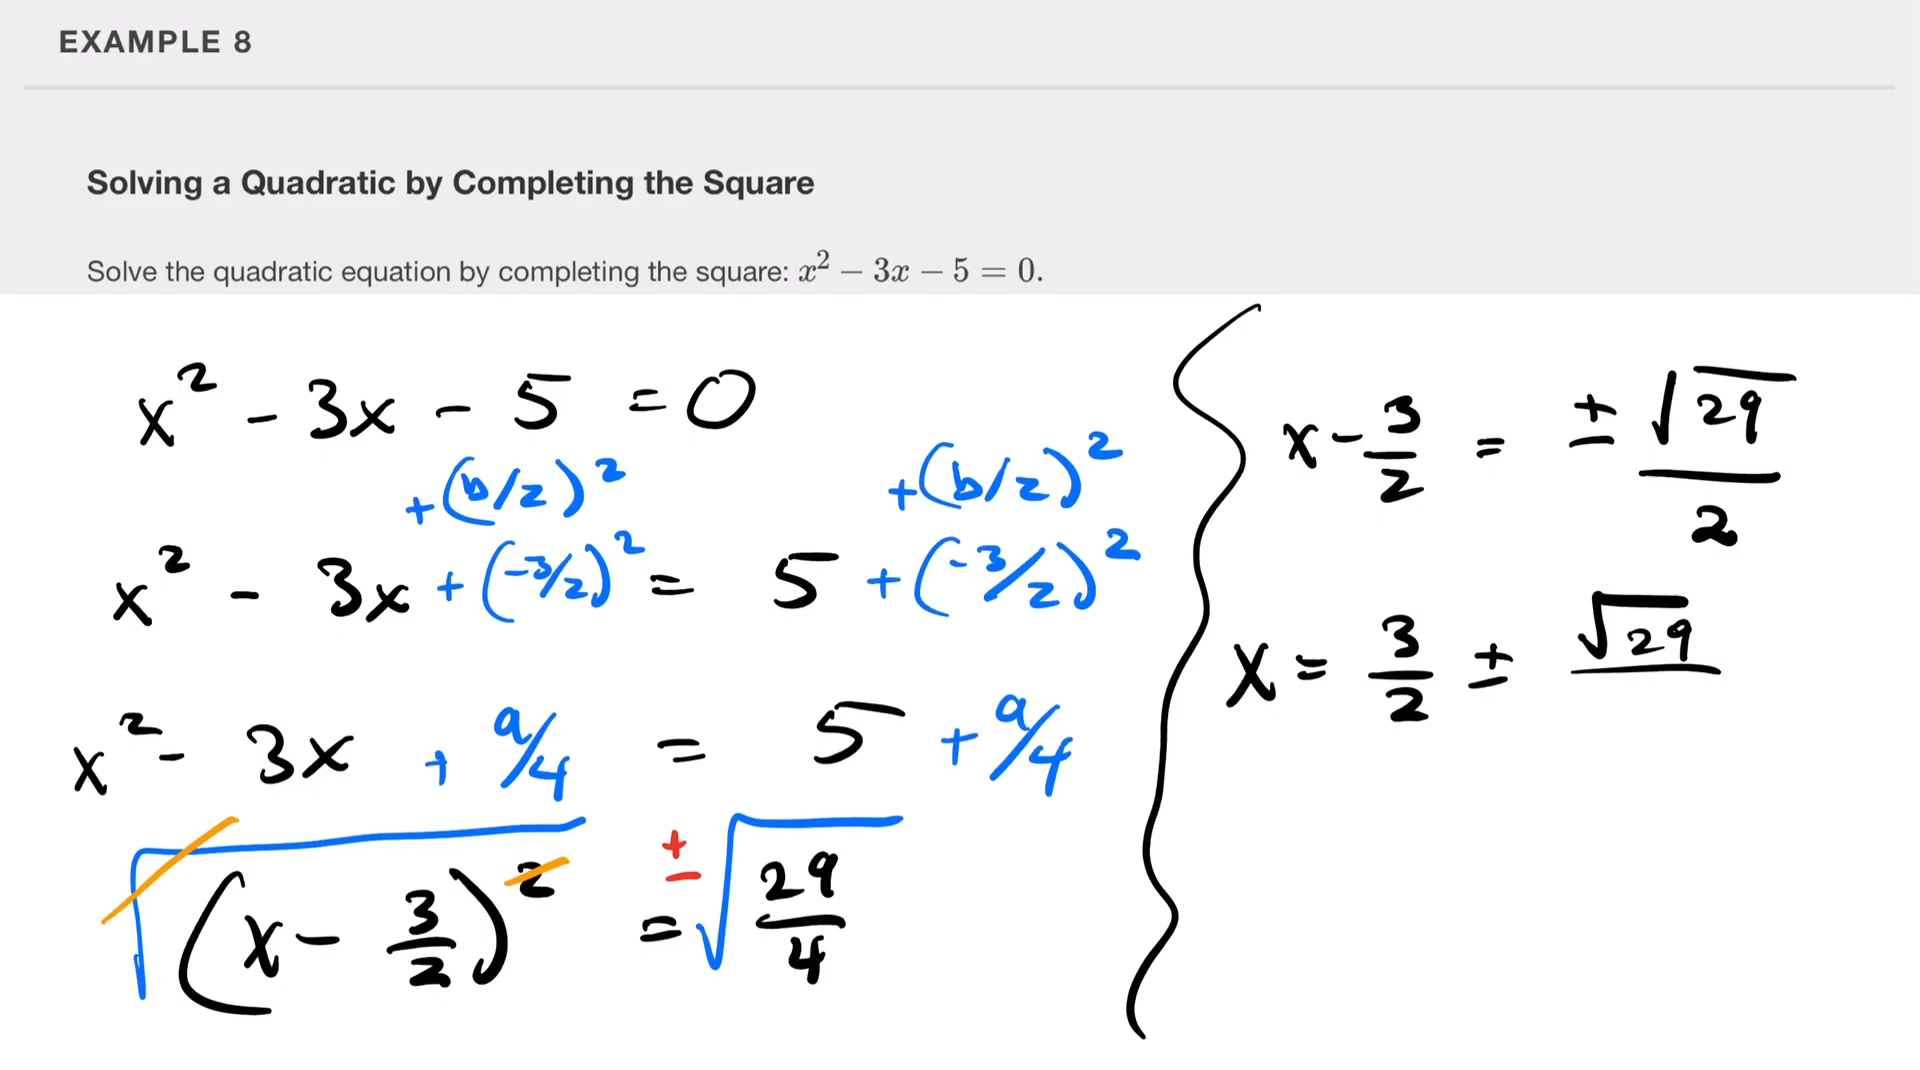 EXAMPLE 8
Solving a Quadratic by Completing the Square
Solve the quadratic equation by completing the square: x² − 3x − 5 = 0.
x² - 3x - 5 = 0
+(b/2)² +(b/2)²
x² - 3x + (-3/2)² = 5 + (-3/2)²
x² - 3x + 9/4 = 5 + 9/4
√(x - 3/2)² = ±√29/4
x - 3/2 = ± √29/2
x = 3/2 ± √29